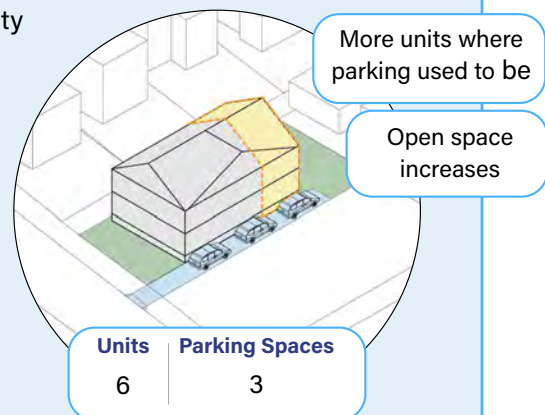 ty
More units where
parking used to be
Open space
increases
Units Parking Spaces
6 3